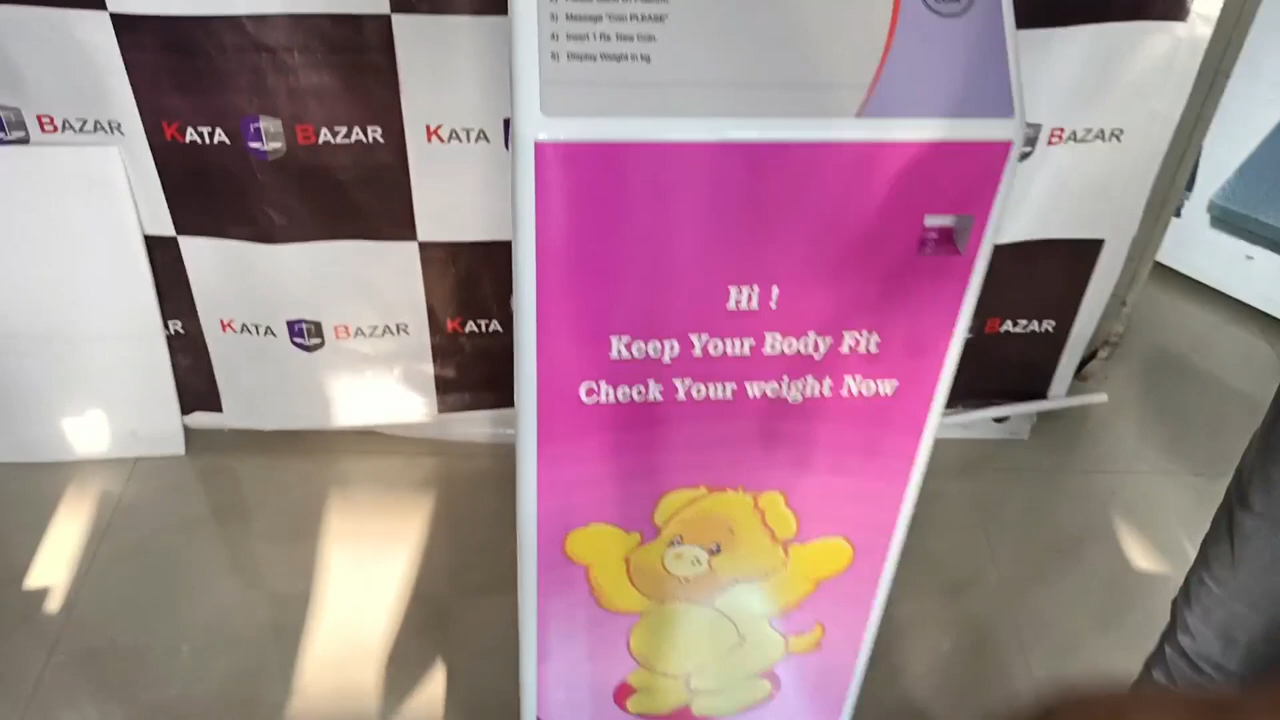 3) Message "Coin PLEASE"
4) Insert 1 Rs. New Coin.
5) Display Weight in kg
BAZAR
KATA BAZAR
KATA
BAZAR
R
KATA BAZAR
KATA
BAZAR
Hi !
Keep Your Body Fit
Check Your weight Now